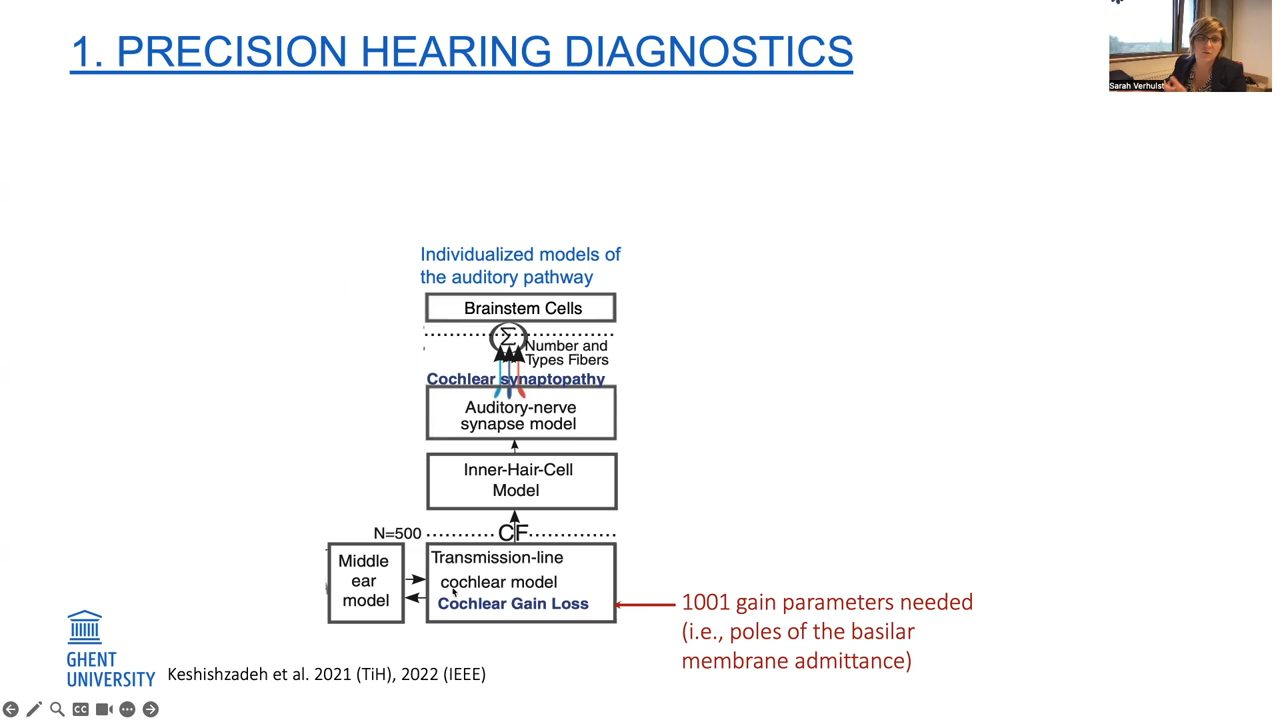 1. PRECISION HEARING DIAGNOSTICS
Sarah Verhulst
Individualized models of
the auditory pathway
Brainstem Cells
Σ
Number and
Types Fibers
Cochlear synaptopathy
Auditory-nerve
synapse model
Inner-Hair-Cell
Model
N=500
CF
Middle
ear
model
Transmission-line
cochlear model
Cochlear Gain Loss
1001 gain parameters needed
(i.e., poles of the basilar
membrane admittance)
GHENT
UNIVERSITY
Keshishzadeh et al. 2021 (TiH), 2022 (IEEE)
CC